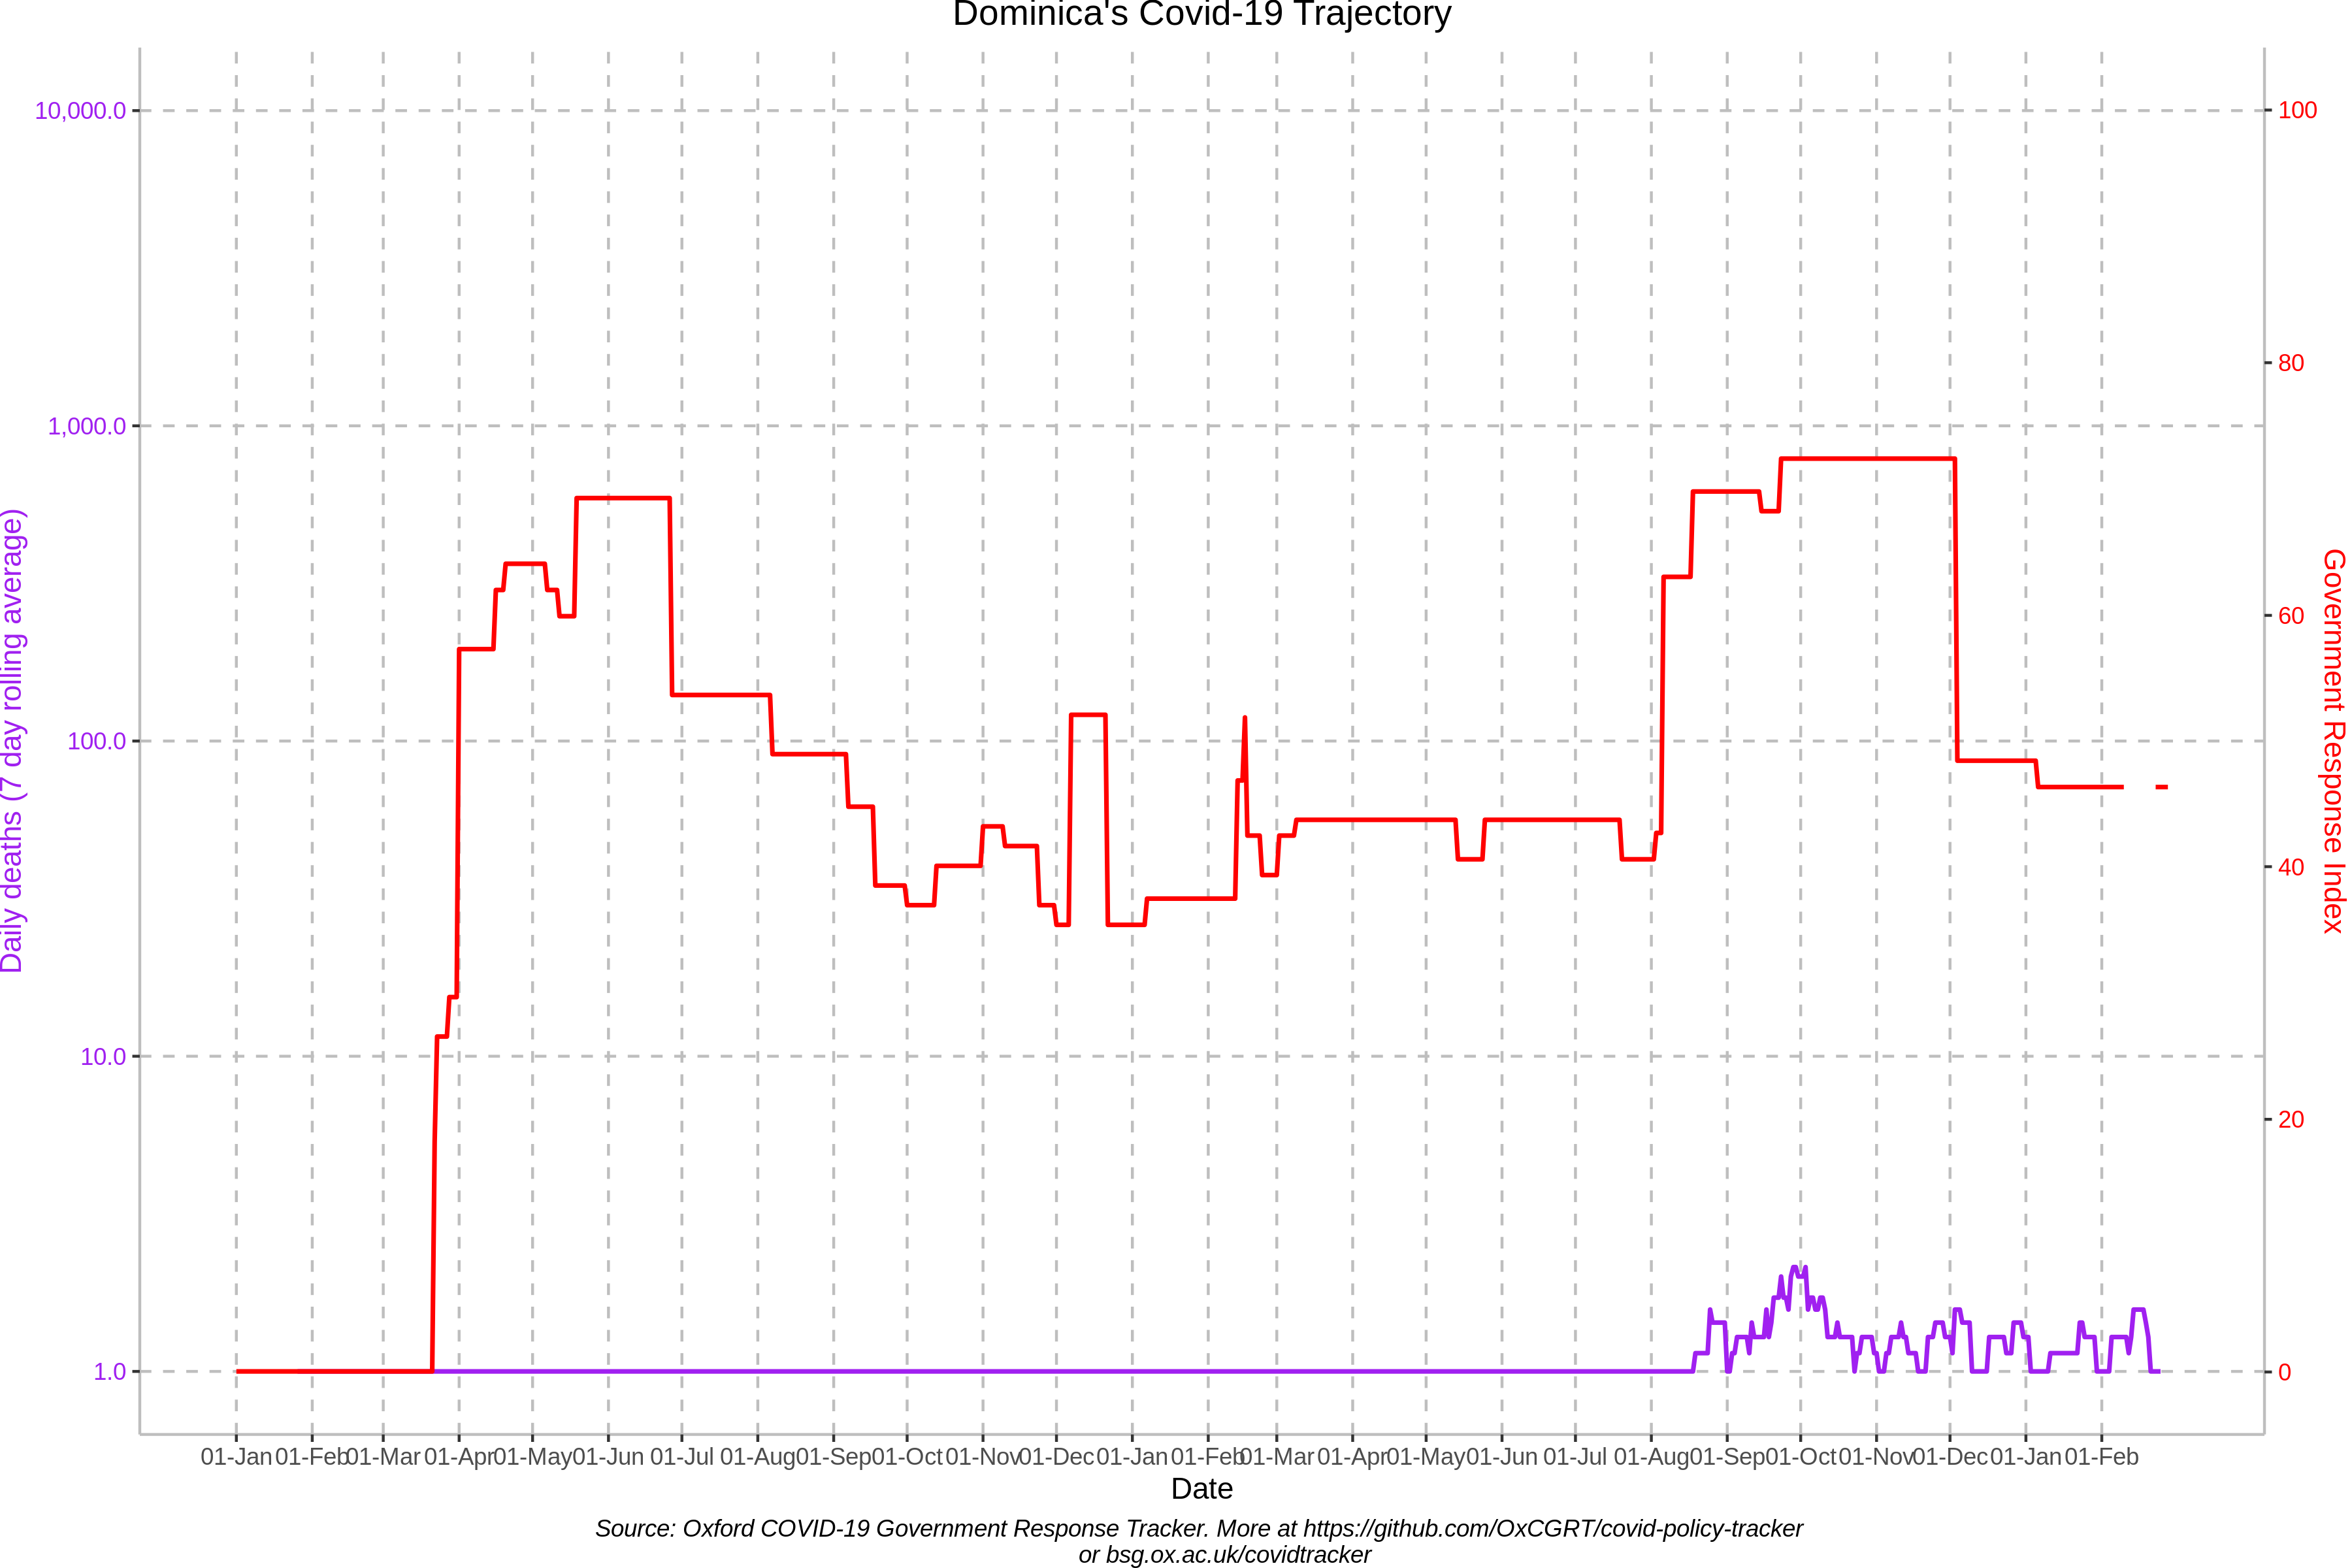 Dominica's Covid-19 Trajectory
10,000.0
1,000.0
100.0
10.0
1.0
Daily deaths (7 day rolling average)
100
80
60
40
20
0
Government Response Index
01-Jan 01-Feb 01-Mar 01-Apr 01-May 01-Jun 01-Jul 01-Aug 01-Sep 01-Oct 01-Nov 01-Dec 01-Jan 01-Feb 01-Mar 01-Apr 01-May 01-Jun 01-Jul 01-Aug 01-Sep 01-Oct 01-Nov 01-Dec 01-Jan 01-Feb
Date
Source: Oxford COVID-19 Government Response Tracker. More at https://github.com/OxCGRT/covid-policy-tracker
or bsg.ox.ac.uk/covidtracker